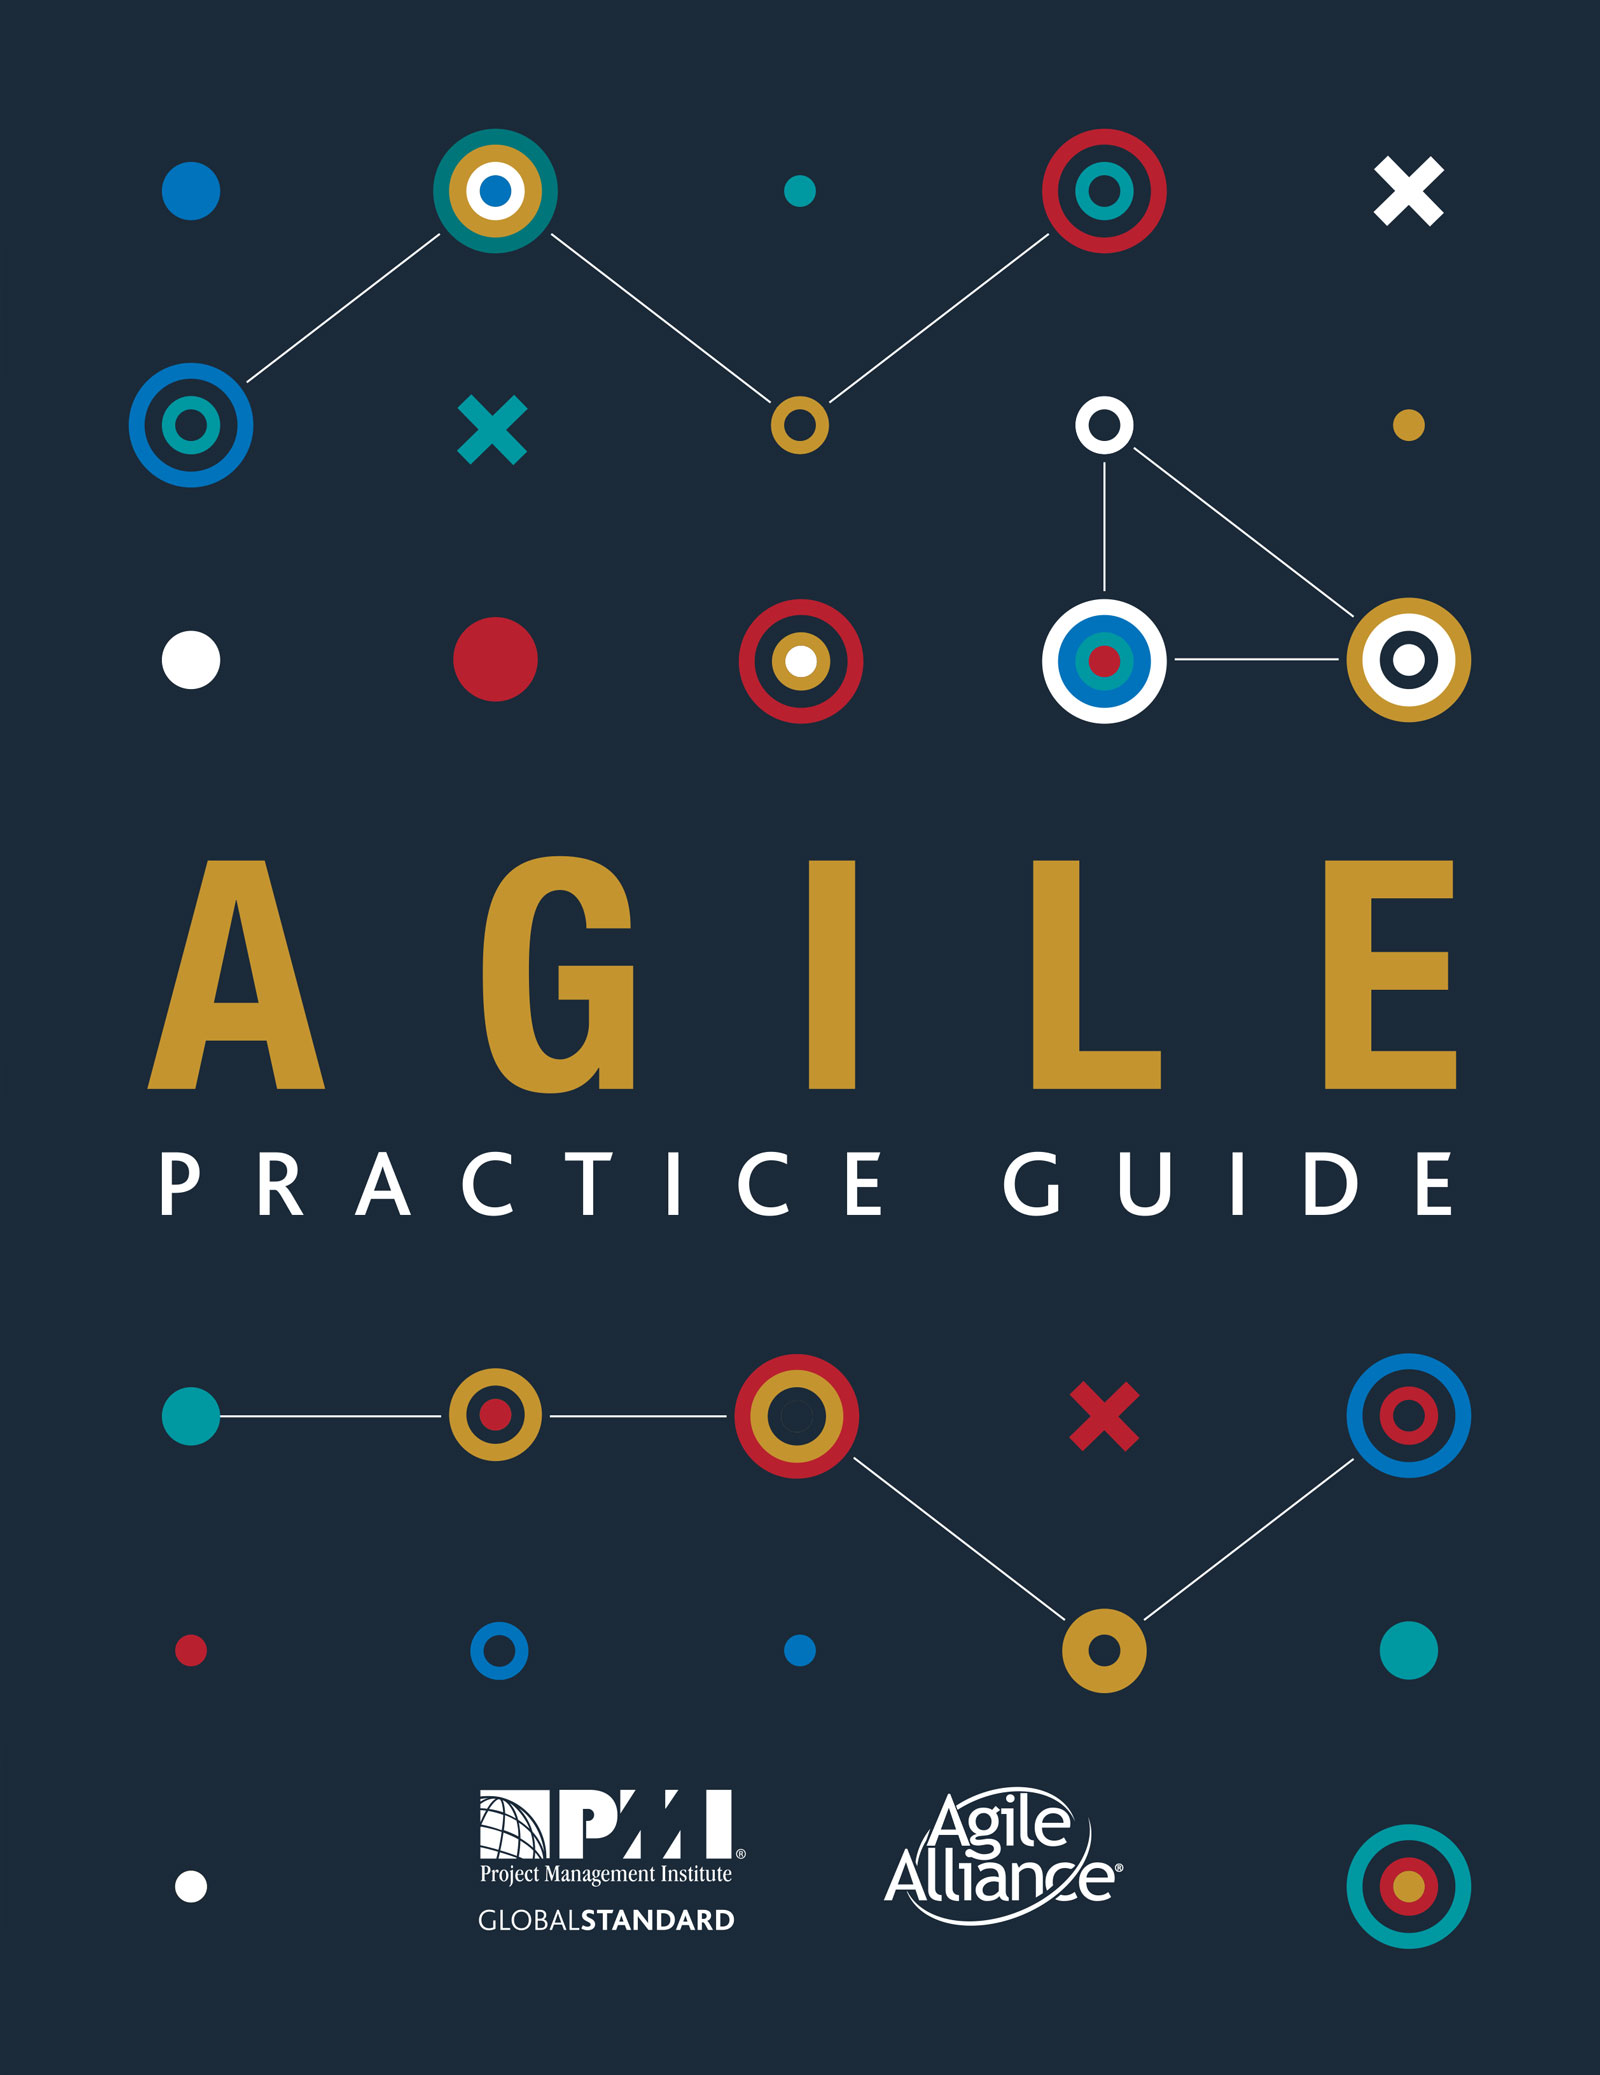 AGILE
PRACTICE GUIDE
PMI®
Project Management Institute
GLOBALSTANDARD
Agile
Alliance®